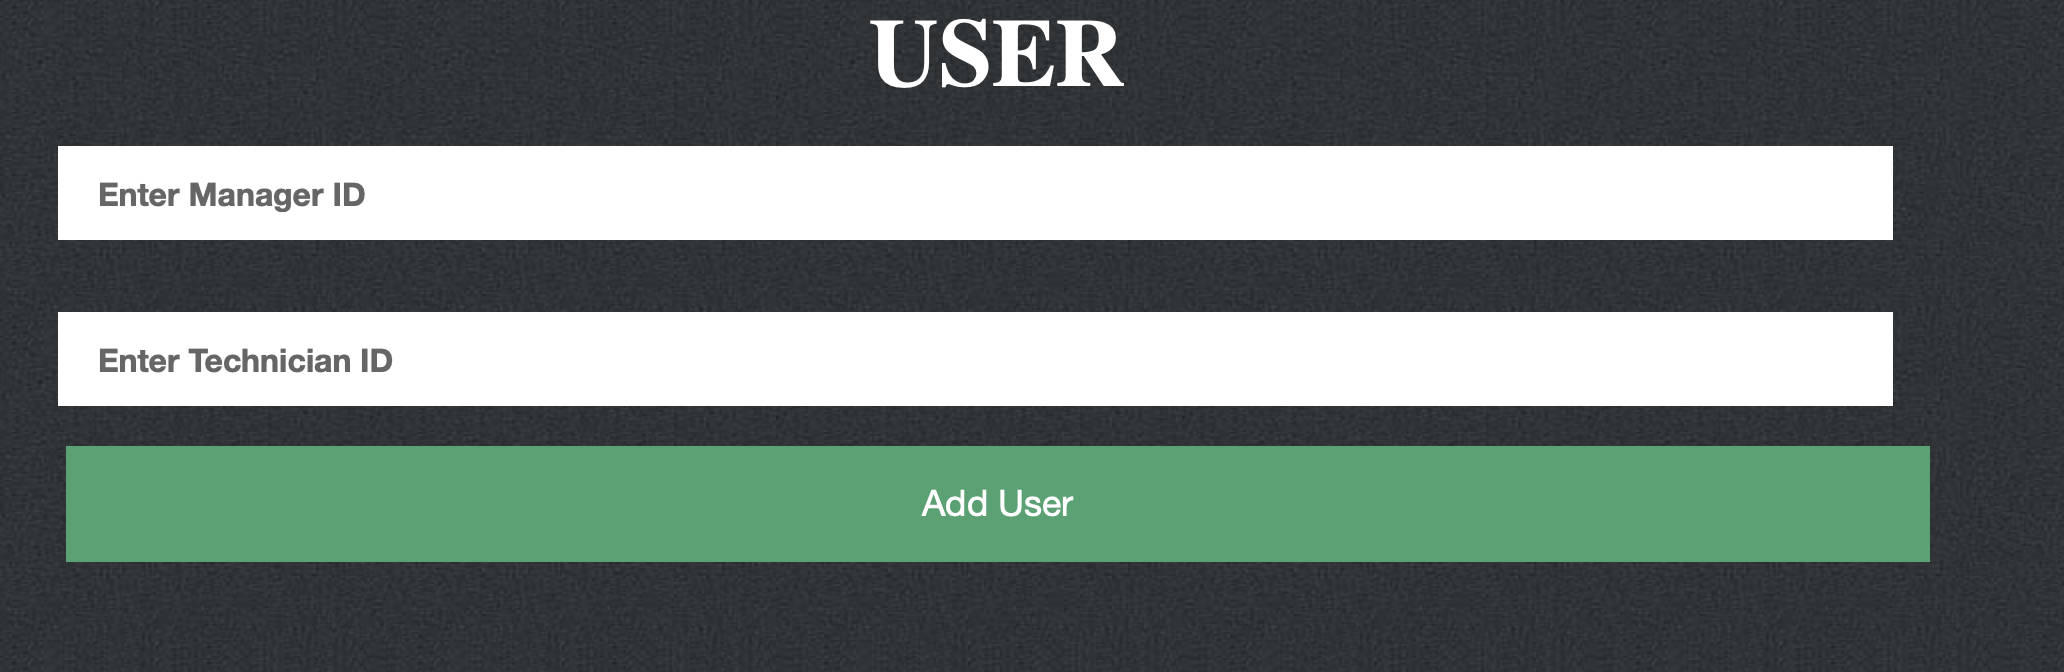 USER
Enter Manager ID
Enter Technician ID
Add User